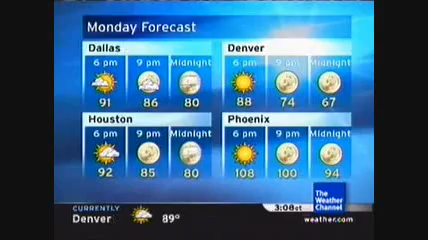 Monday Forecast
Dallas
6 pm 9 pm Midnight
91 86 80
Denver
6 pm 9 pm Midnight
88 74 67
Houston
6 pm 9 pm Midnight
92 85 80
Phoenix
6 pm 9 pm Midnight
108 100 94
CURRENTLY
Denver 89°
3:08ct
The
Weather
Channel
weather.com